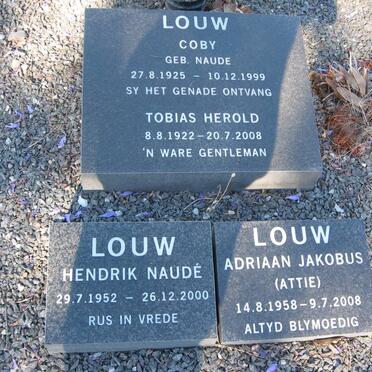 LOUW
COBY
GEB. NAUDE
27.8.1925 – 10.12.1999
SY HET GENADE ONTVANG
TOBIAS HEROLD
8.8.1922–20.7.2008
'N WARE GENTLEMAN
LOUW
HENDRIK NAUDÉ
29.7.1952 – 26.12.2000
RUS IN VREDE
LOUW
ADRIAAN JAKOBUS
(ATTIE)
14.8.1958–9.7.2008
ALTYD BLYMOEDIG